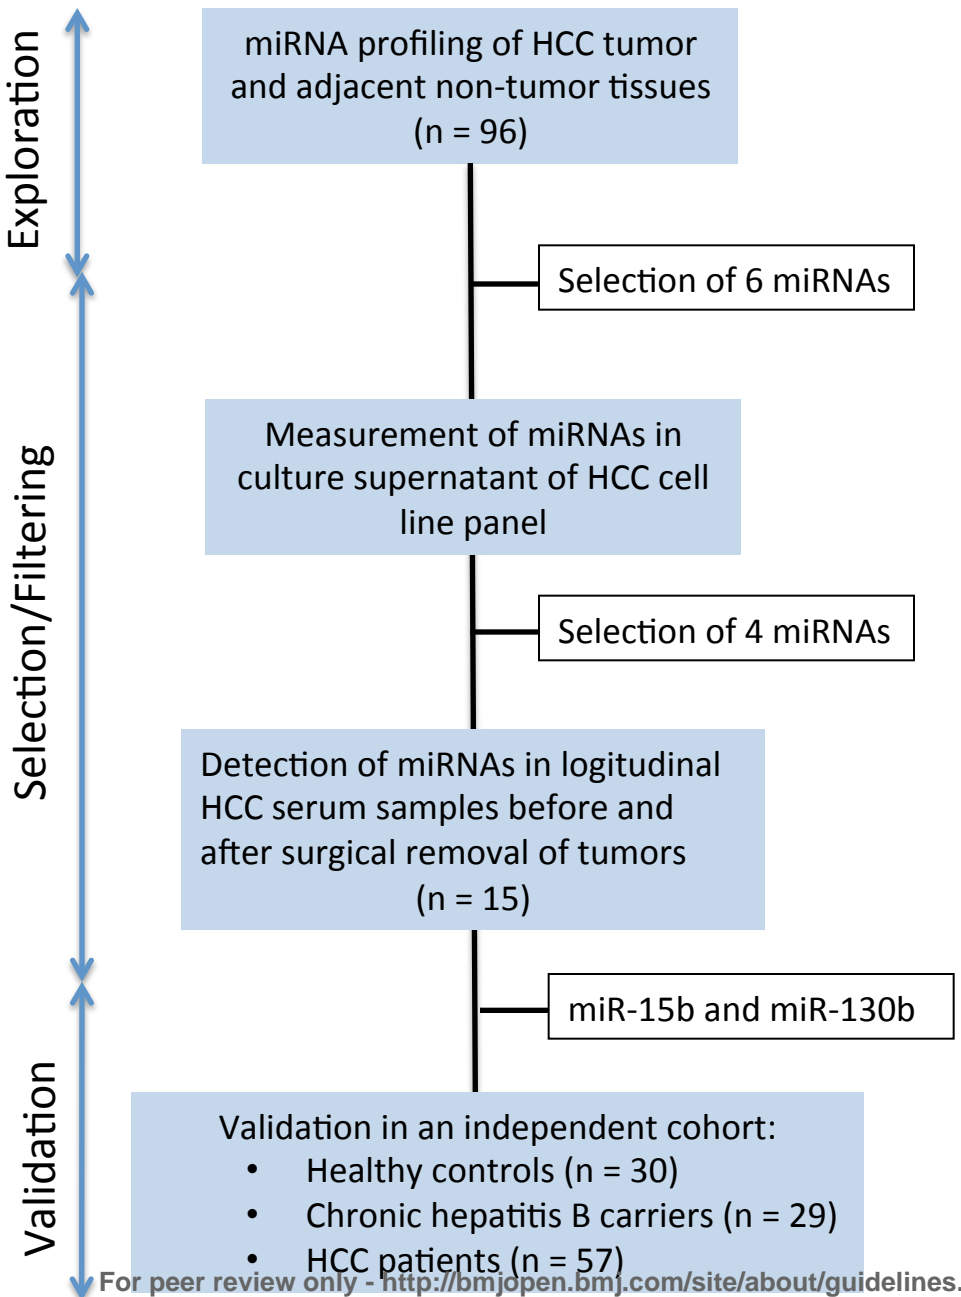 Exploration
miRNA profiling of HCC tumor
and adjacent non-tumor tissues
(n = 96)
Selection of 6 miRNAs
Selection/Filtering
Measurement of miRNAs in
culture supernatant of HCC cell
line panel
Selection of 4 miRNAs
Detection of miRNAs in logitudinal
HCC serum samples before and
after surgical removal of tumors
(n = 15)
miR-15b and miR-130b
Validation
Validation in an independent cohort:
• Healthy controls (n = 30)
• Chronic hepatitis B carriers (n = 29)
• HCC patients (n = 57)
For peer review only - http://bmjopen.bmj.com/site/about/guidelines.